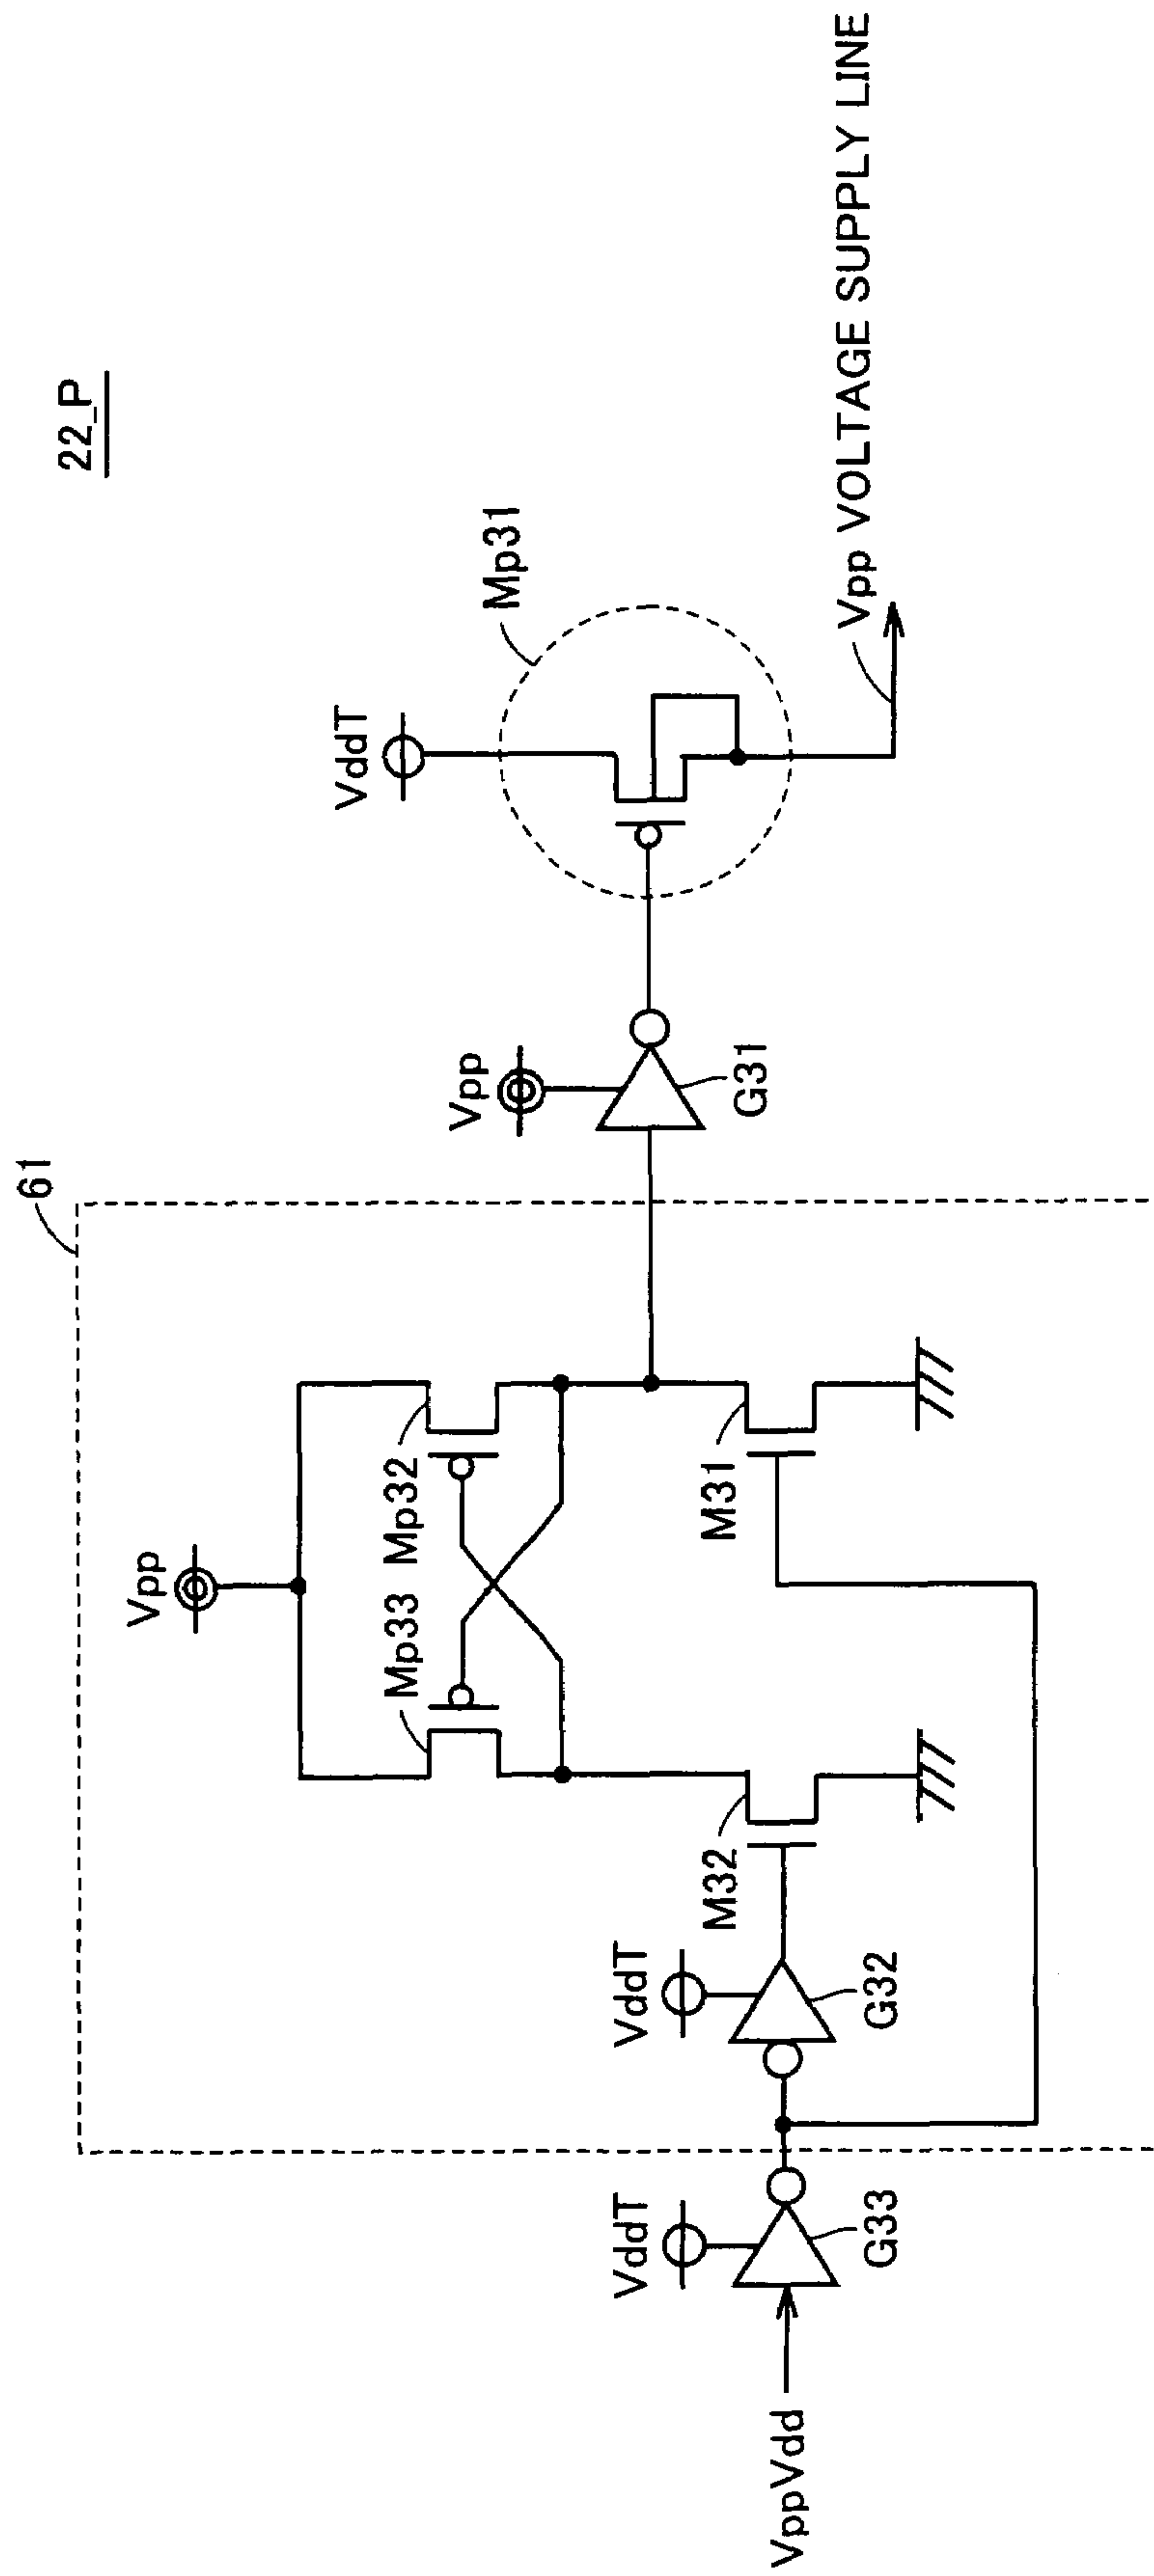 22_P
61
Vpp
Mp33
Mp32
Vpp
G31
VddT
Mp31
VppVdd
VddT
G33
VddT
G32
M32
M31
Vpp VOLTAGE SUPPLY LINE